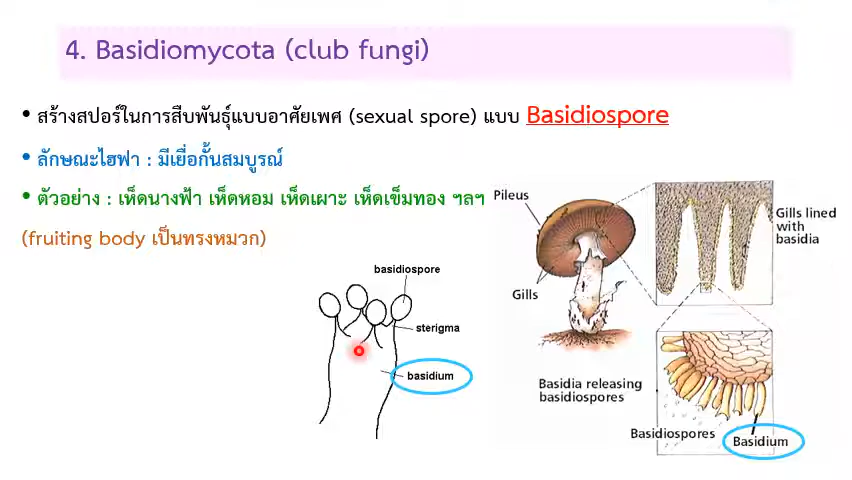 4. Basidiomycota (club fungi)
• สร้างสปอร์ในการสืบพันธุ์แบบอาศัยเพศ (sexual spore) แบบ Basidiospore
• ลักษณะไฮฟา : มีเยื่อกั้นสมบูรณ์
• ตัวอย่าง : เห็ดนางฟ้า เห็ดหอม เห็ดเผาะ เห็ดเข็มทอง ฯลฯ
(fruiting body เป็นทรงหมวก)
Pileus
Gills lined
with
basidia
Gills
basidiospore
sterigma
basidium
Basidia releasing
basidiospores
Basidiospores
Basidium